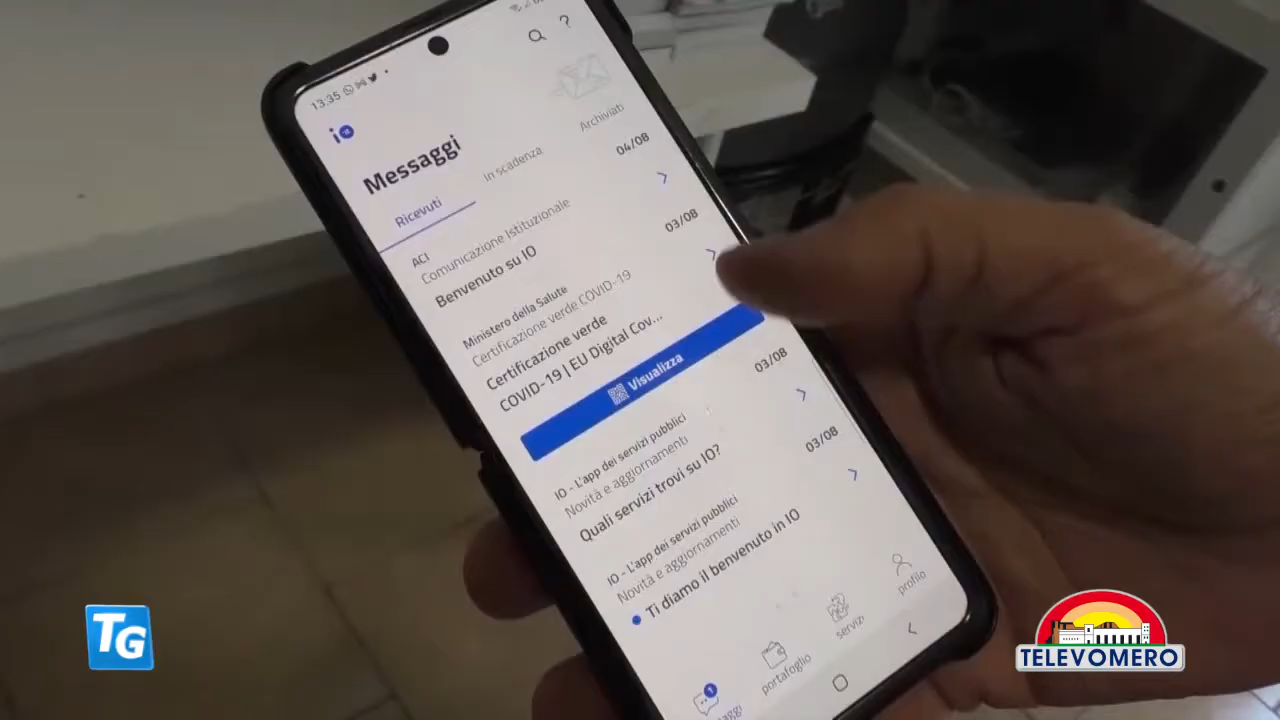 13.35
io
Messaggi
Ricevuti
In scadenza
Archiviati
ACI
04/08
Comunicazione Istituzionale
Benvenuto su IO
Ministero della Salute
03/08
Certificazione verde COVID-19
Certificazione verde
COVID-19 | EU Digital Cov...
Visualizza
IO - L'app dei servizi pubblici
03/08
Novità e aggiornamenti
Quali servizi trovi su IO?
IO - L'app dei servizi pubblici
03/08
Novità e aggiornamenti
Ti diamo il benvenuto in IO
1
portafoglio
servizi
profilo
TG
TELEVOMERO